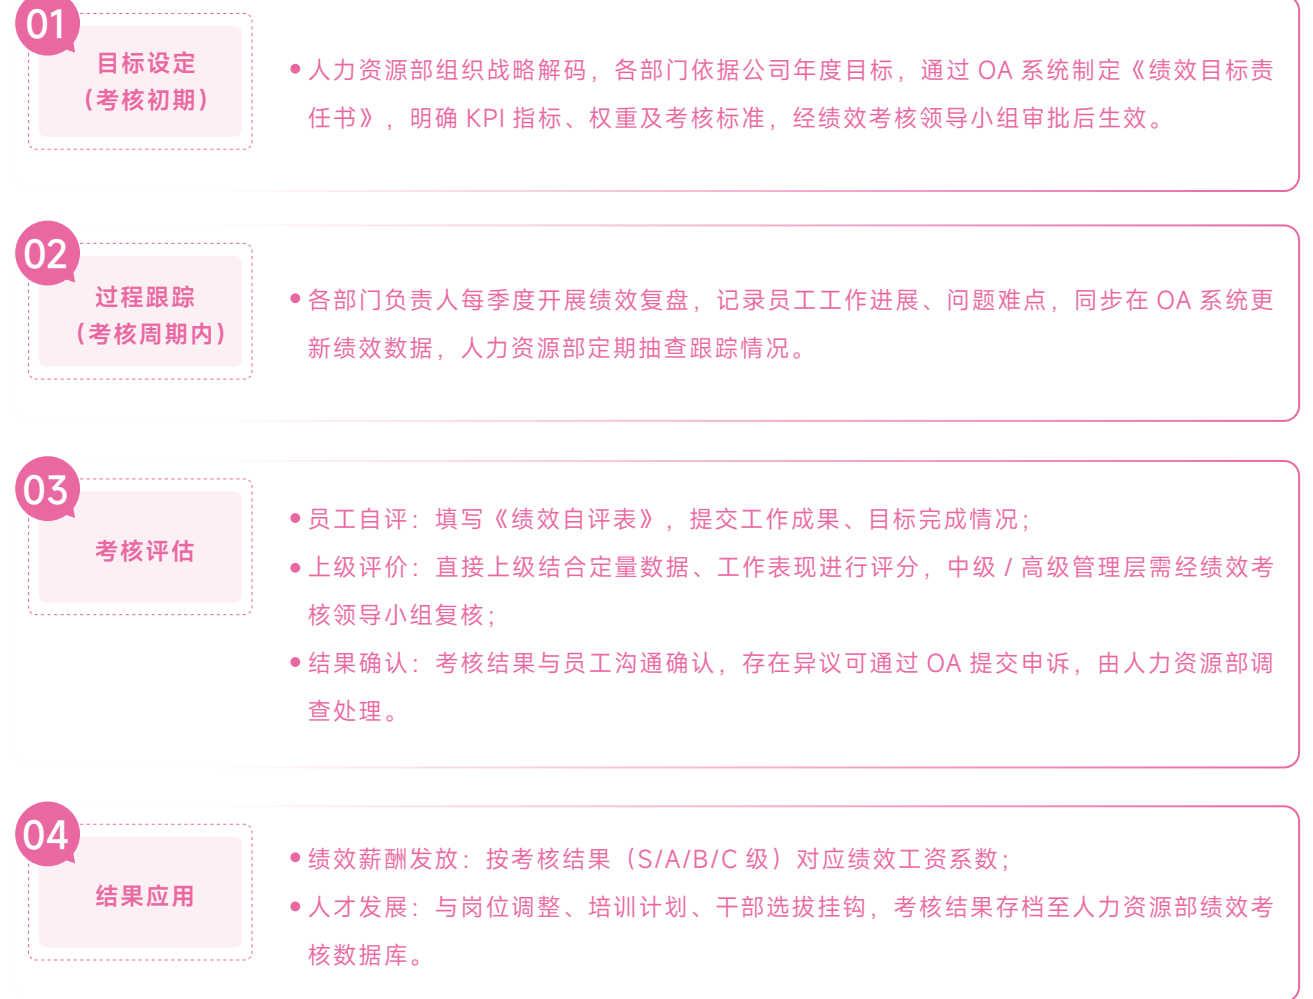 01
目标设定
（考核初期）
•人力资源部组织战略解码，各部门依据公司年度目标，通过 OA 系统制定《绩效目标责
任书》，明确 KPI 指标、权重及考核标准，经绩效考核领导小组审批后生效。
02
过程跟踪
（考核周期内）
•各部门负责人每季度开展绩效复盘，记录员工工作进展、问题难点，同步在 OA 系统更
新绩效数据，人力资源部定期抽查跟踪情况。
03
考核评估
•员工自评：填写《绩效自评表》，提交工作成果、目标完成情况；
•上级评价：直接上级结合定量数据、工作表现进行评分，中级 / 高级管理层需经绩效考
核领导小组复核；
•结果确认：考核结果与员工沟通确认，存在异议可通过 OA 提交申诉，由人力资源部调
查处理。
04
结果应用
•绩效薪酬发放：按考核结果（S/A/B/C 级）对应绩效工资系数；
•人才发展：与岗位调整、培训计划、干部选拔挂钩，考核结果存档至人力资源部绩效考
核数据库。